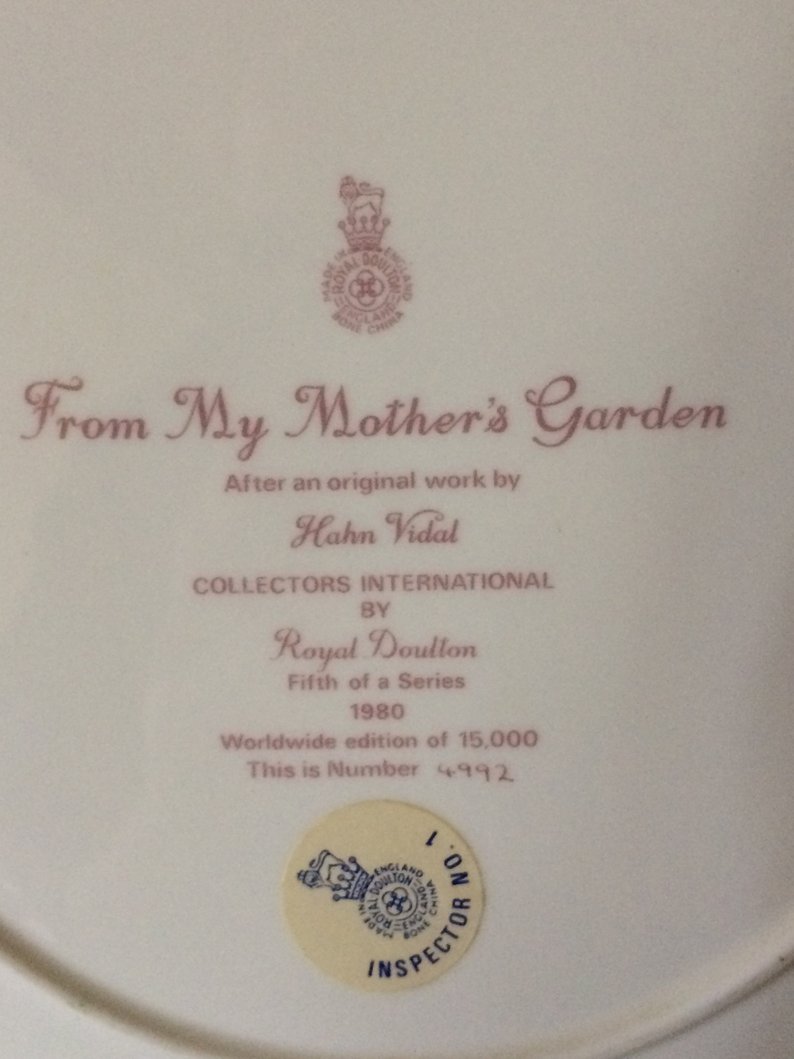 MADE IN ENGLAND
ROYAL DOULTON
ENGLAND
BONE CHINA
From My Mother's Garden
After an original work by
Hahn Vidal
COLLECTORS INTERNATIONAL
BY
Royal Doulton
Fifth of a Series
1980
Worldwide edition of 15,000
This is Number 4992
MADE IN ENGLAND
ROYAL DOULTON
ENGLAND
BONE CHINA
INSPECTOR NO. 1